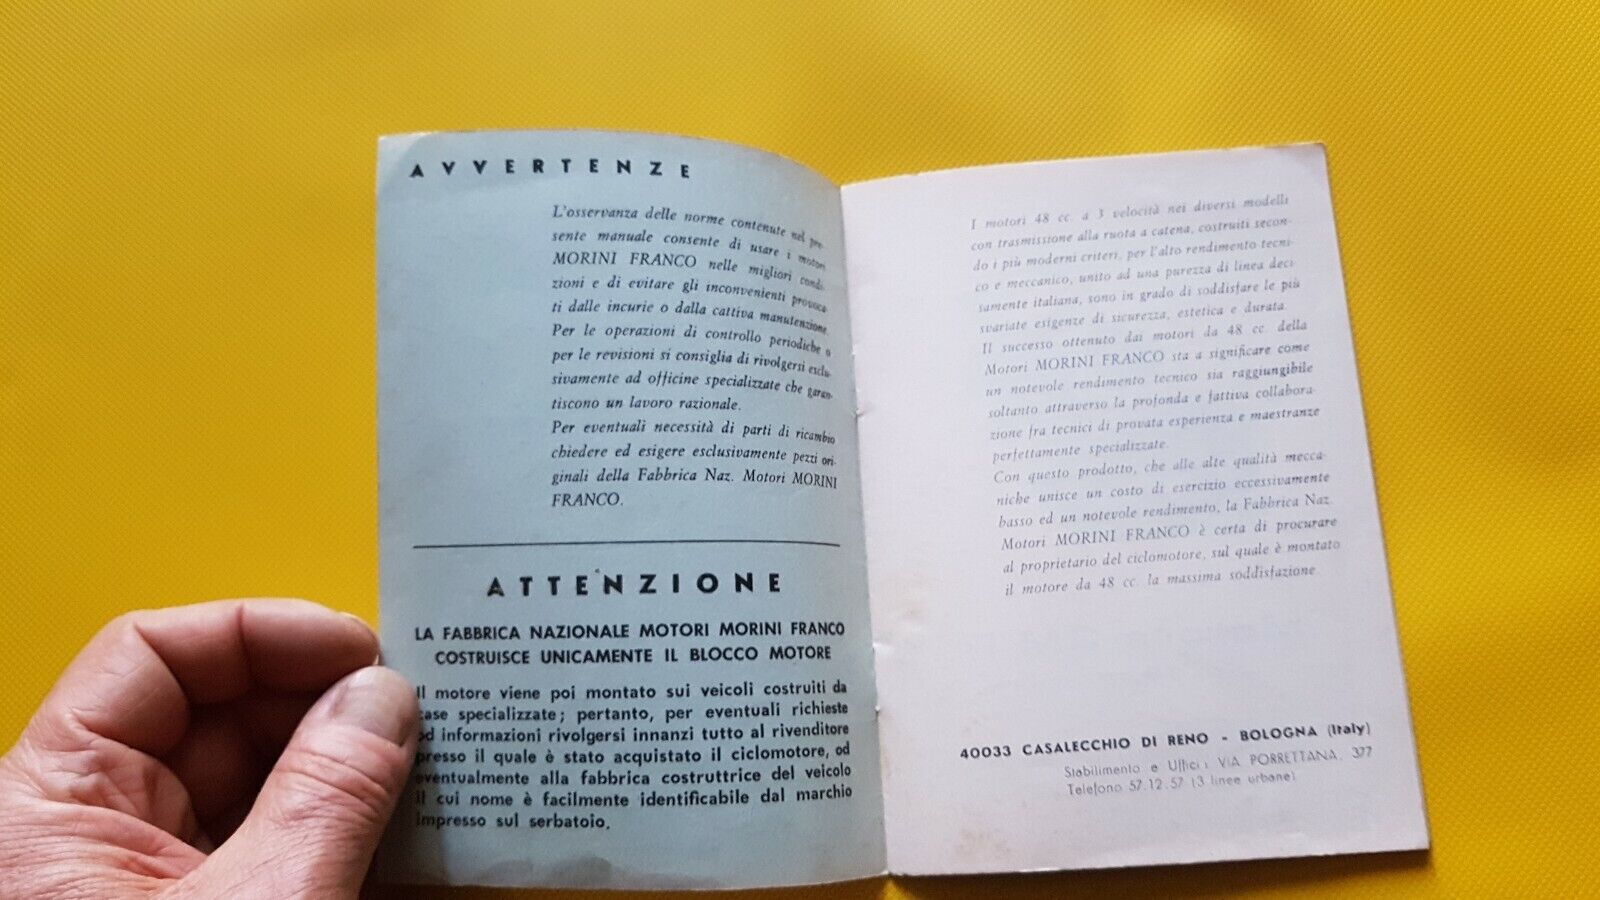 AVVERTENZE
L'osservanza delle norme contenute nel pre-
sente manuale consente di usare i motori
MORINI FRANCO nelle migliori condi-
zioni e di evitare gli inconvenienti provoca-
ti dalle incurie o dalla cattiva manutenzione.
Per le operazioni di controllo periodiche o
per le revisioni si consiglia di rivolgersi esclu-
sivamente ad officine specializzate che garan-
tiscono un lavoro razionale.
Per eventuali necessità di parti di ricambio
chiedere ed esigere esclusivamente pezzi ori-
ginali della Fabbrica Naz. Motori MORINI
FRANCO.
ATTENZIONE
LA FABBRICA NAZIONALE MOTORI MORINI FRANCO
COSTRUISCE UNICAMENTE IL BLOCCO MOTORE
Il motore viene poi montato sui veicoli costruiti da
case specializzate; pertanto, per eventuali richieste
od informazioni rivolgersi innanzi tutto al rivenditore
presso il quale è stato acquistato il ciclomotore, od
eventualmente alla fabbrica costruttrice del veicolo
il cui nome è facilmente identificabile dal marchio
impresso sul serbatoio.
I motori 48 cc. a 3 velocità nei diversi modelli
con trasmissione alla ruota a catena, costruiti secon-
do i più moderni criteri, per l'alto rendimento tecni-
co e meccanico, unito ad una purezza di linea deci-
samente italiana, sono in grado di soddisfare le più
svariate esigenze di sicurezza, estetica e durata.
Il successo ottenuto dai motori da 48 cc. della
Motori MORINI FRANCO sta a significare come
un notevole rendimento tecnico sia raggiungibile
soltanto attraverso la profonda e fattiva collabora-
zione fra tecnici di provata esperienza e maestranze
perfettamente specializzate.
Con questo prodotto, che alle alte qualità mecca-
niche unisce un costo di esercizio eccessivamente
basso ed un notevole rendimento, la Fabbrica Naz.
Motori MORINI FRANCO è certa di procurare
al proprietario del ciclomotore, sul quale è montato
il motore da 48 cc. la massima soddisfazione
40033 CASALECCHIO DI RENO - BOLOGNA (Italy)
Stabilimento e Uffici: VIA PORRETTANA, 377
Telefono 57.12.57 (3 linee urbane)